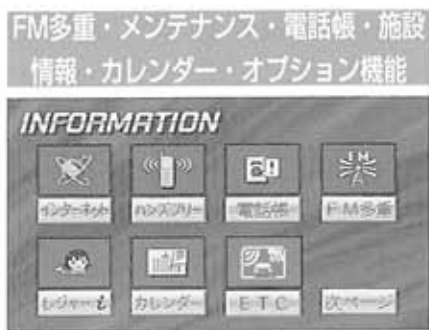 FM多重・メンテナンス・電話帳・施設
情報・カレンダー・オプション機能
INFORMATION
インターネット ハンズフリー 電話帳 FM多重
レジャーi カレンダー ETC 次ページ